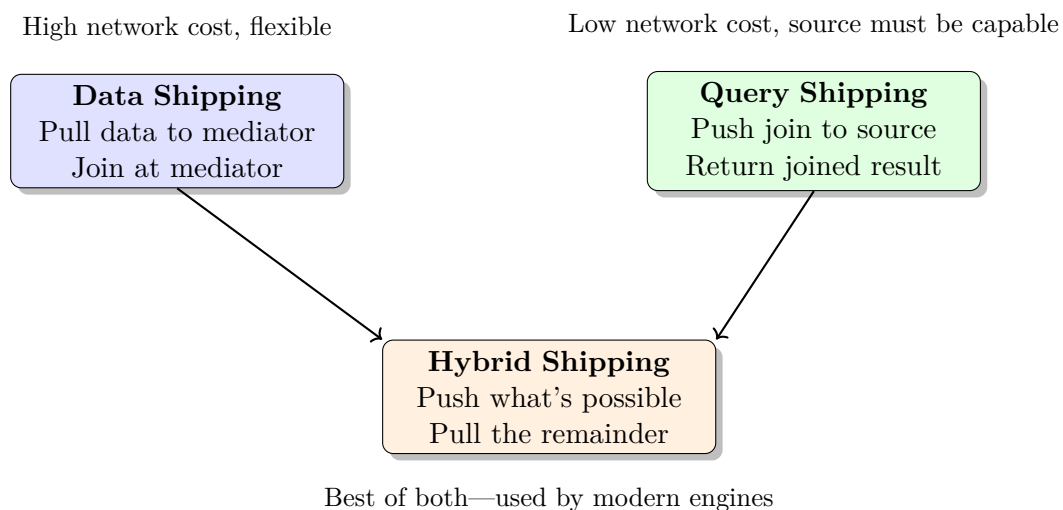 High network cost, flexible
Low network cost, source must be capable
Data Shipping
Pull data to mediator
Join at mediator
Query Shipping
Push join to source
Return joined result
Hybrid Shipping
Push what's possible
Pull the remainder
Best of both—used by modern engines